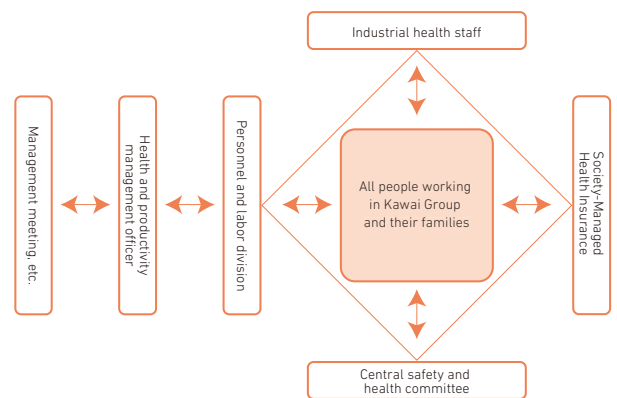 Industrial health staff
Management meeting, etc.
Health and productivity
management officer
Personnel and labor division
All people working
in Kawai Group
and their families
Society-Managed
Health Insurance
Central safety and
health committee